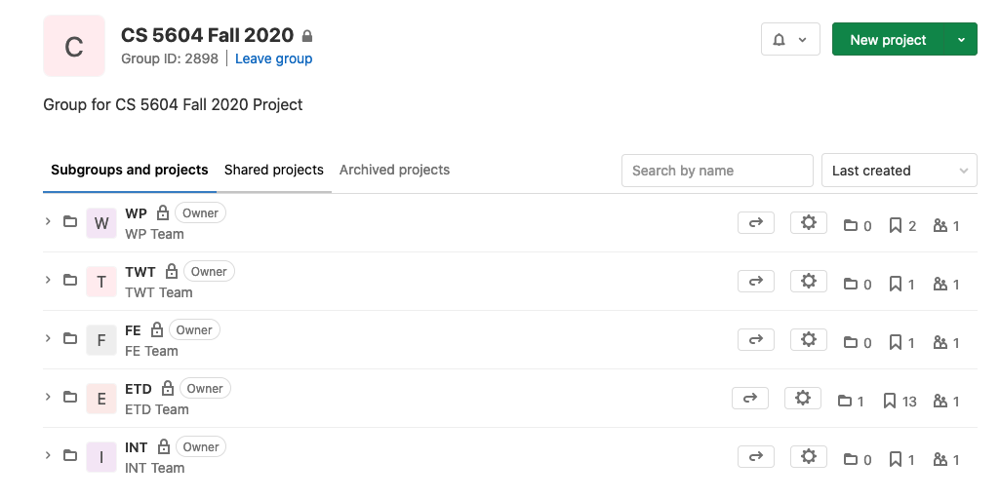 C
CS 5604 Fall 2020
Group ID: 2898 Leave group
New project
Group for CS 5604 Fall 2020 Project
Subgroups and projects Shared projects Archived projects Search by name Last created
W WP Owner 0 2 1
WP Team
T TWT Owner 0 1 1
TWT Team
F FE Owner 0 1 1
FE Team
E ETD Owner 1 13 1
ETD Team
I INT Owner 0 1 1
INT Team